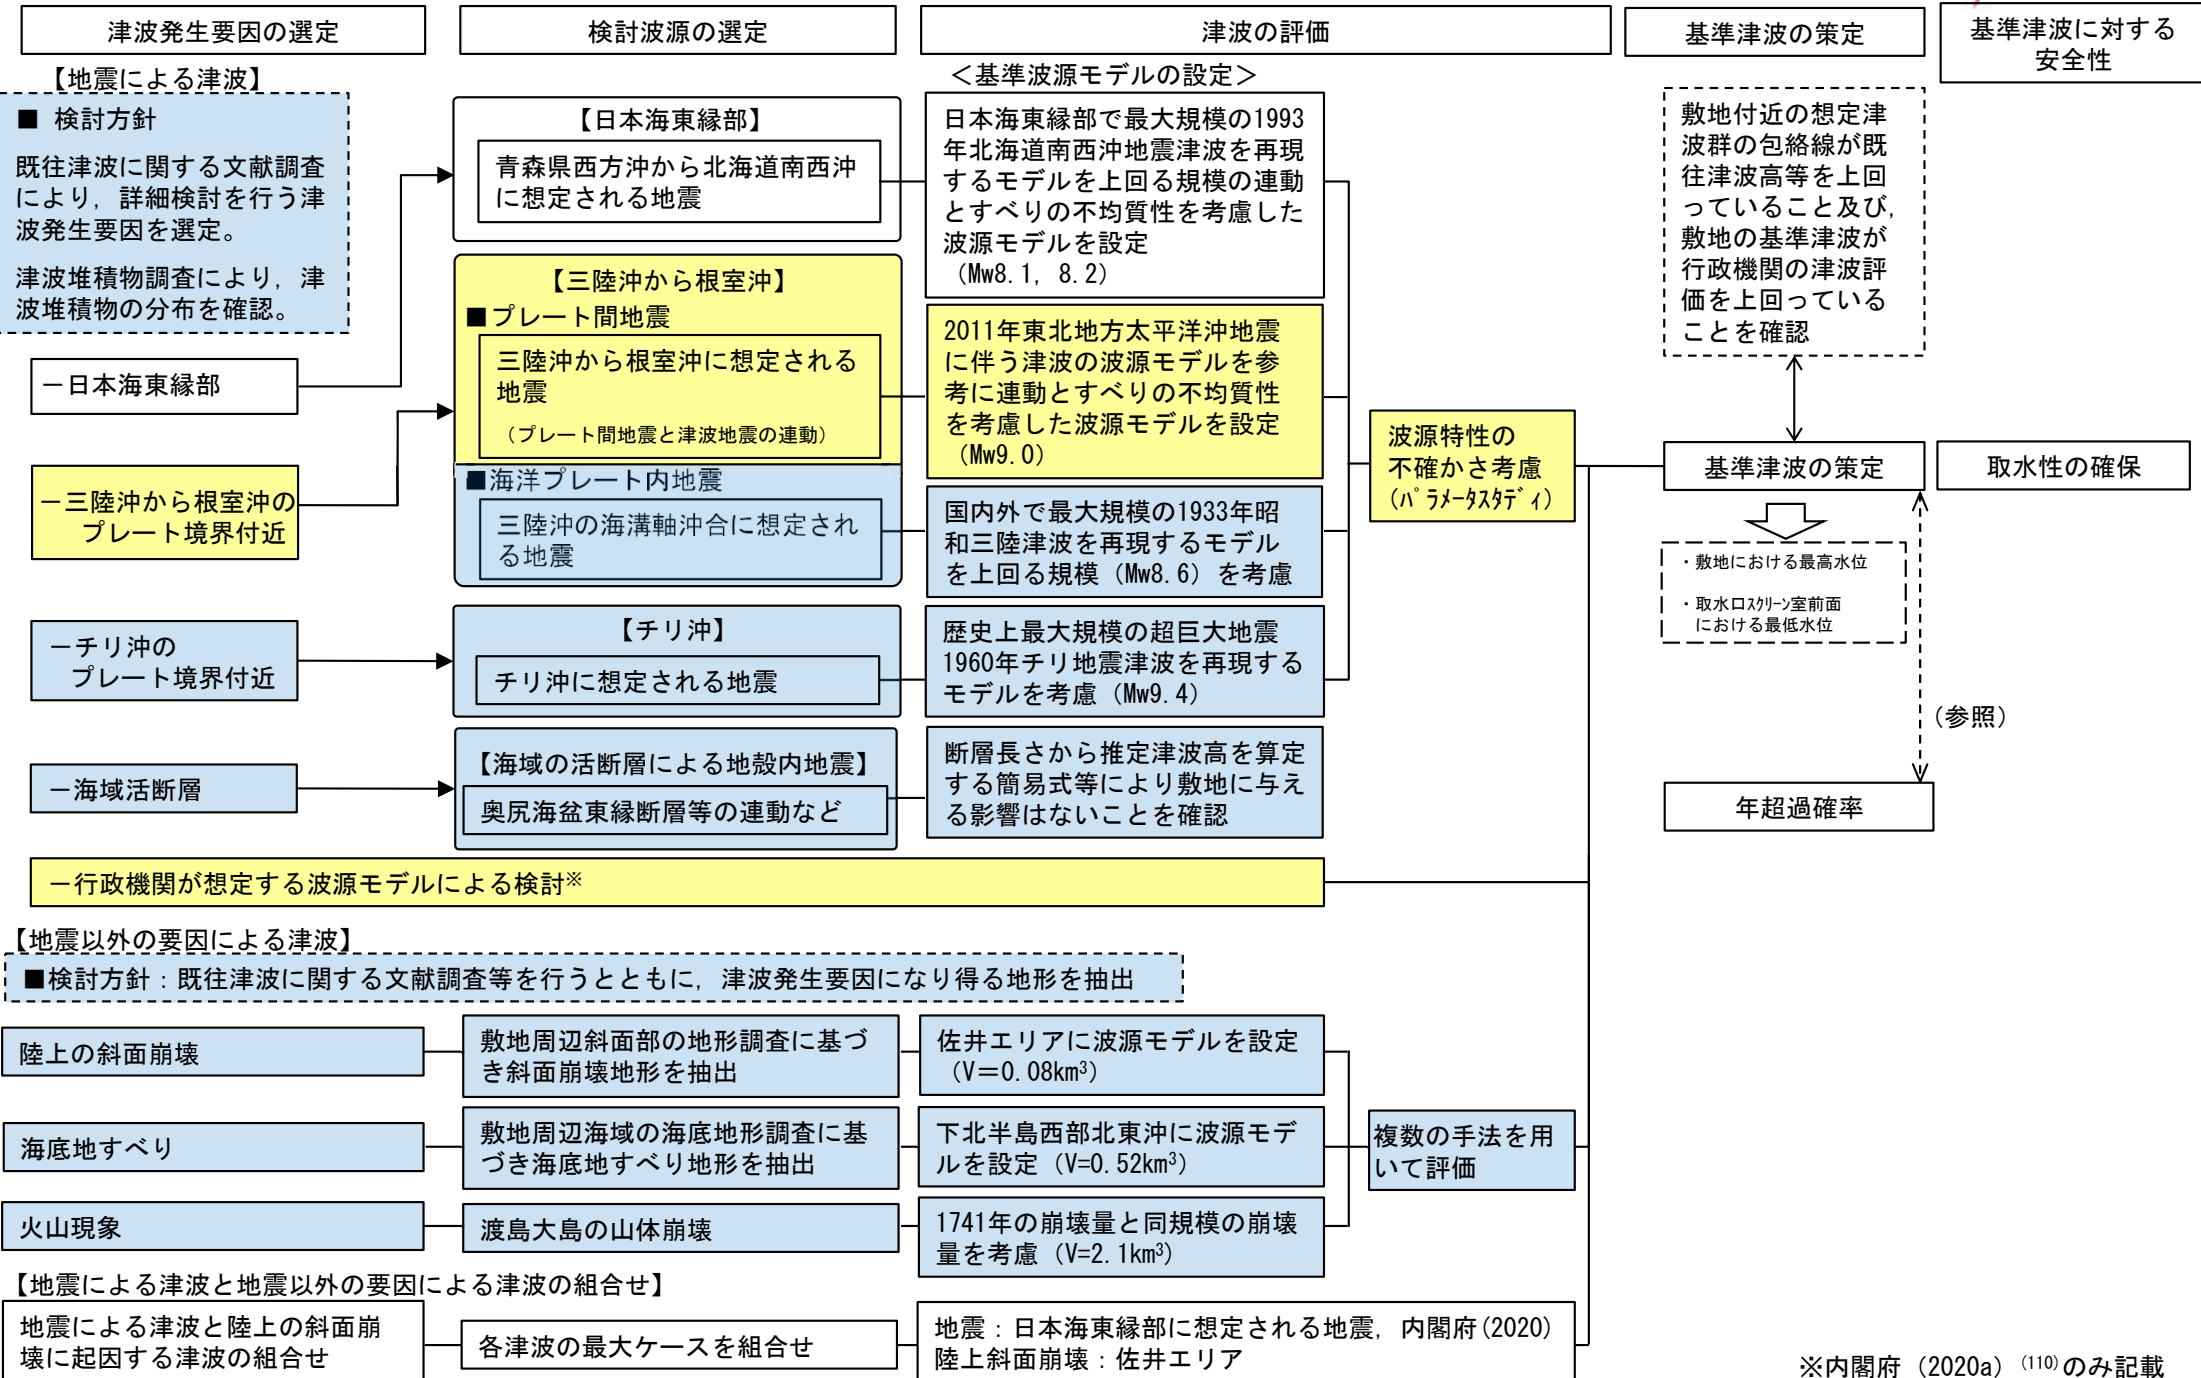 津波発生要因の選定
検討波源の選定
津波の評価
基準津波の策定
基準津波に対する
安全性
【地震による津波】
■ 検討方針
既往津波に関する文献調査
により，詳細検討を行う津
波発生要因を選定。
津波堆積物調査により，津
波堆積物の分布を確認。
－日本海東縁部
－三陸沖から根室沖の
プレート境界付近
－チリ沖の
プレート境界付近
－海域活断層
【日本海東縁部】
青森県西方沖から北海道南西沖
に想定される地震
【三陸沖から根室沖】
■プレート間地震
三陸沖から根室沖に想定される
地震
（プレート間地震と津波地震の連動）
■海洋プレート内地震
三陸沖の海溝軸沖合に想定され
る地震
【チリ沖】
チリ沖に想定される地震
【海域の活断層による地殻内地震】
奥尻海盆東縁断層等の連動など
＜基準波源モデルの設定＞
日本海東縁部で最大規模の1993
年北海道南西沖地震津波を再現
するモデルを上回る規模の連動
とすべりの不均質性を考慮した
波源モデルを設定
（Mw8.1, 8.2）
2011年東北地方太平洋沖地震
に伴う津波の波源モデルを参
考に連動とすべりの不均質性
を考慮した波源モデルを設定
（Mw9.0）
国内外で最大規模の1933年昭
和三陸津波を再現するモデル
を上回る規模（Mw8.6）を考慮
歴史上最大規模の超巨大地震
1960年チリ地震津波を再現する
モデルを考慮（Mw9.4）
断層長さから推定津波高を算定
する簡易式等により敷地に与え
る影響はないことを確認
波源特性の
不確かさ考慮
(ﾊﾟﾗﾒｰﾀｽﾀﾃﾞｨ)
敷地付近の想定津
波群の包絡線が既
往津波高等を上回
っていること及び，
敷地の基準津波が
行政機関の津波評
価を上回っている
ことを確認
基準津波の策定
取水性の確保
・敷地における最高水位
・取水口ｽｸﾘｰﾝ室前面
における最低水位
（参照）
年超過確率
－行政機関が想定する波源モデルによる検討※
【地震以外の要因による津波】
■検討方針：既往津波に関する文献調査等を行うとともに，津波発生要因になり得る地形を抽出
陸上の斜面崩壊
敷地周辺斜面部の地形調査に基づ
き斜面崩壊地形を抽出
佐井エリアに波源モデルを設定
（V＝0.08km³）
海底地すべり
敷地周辺海域の海底地形調査に基
づき海底地すべり地形を抽出
下北半島西部北東沖に波源モデ
ルを設定（V=0.52km³）
火山現象
渡島大島の山体崩壊
1741年の崩壊量と同規模の崩壊
量を考慮（V=2.1km³）
複数の手法を用
いて評価
【地震による津波と地震以外の要因による津波の組合せ】
地震による津波と陸上の斜面崩
壊に起因する津波の組合せ
各津波の最大ケースを組合せ
地震：日本海東縁部に想定される地震，内閣府(2020)
陸上斜面崩壊：佐井エリア
※内閣府（2020a）⁽¹¹⁰⁾のみ記載